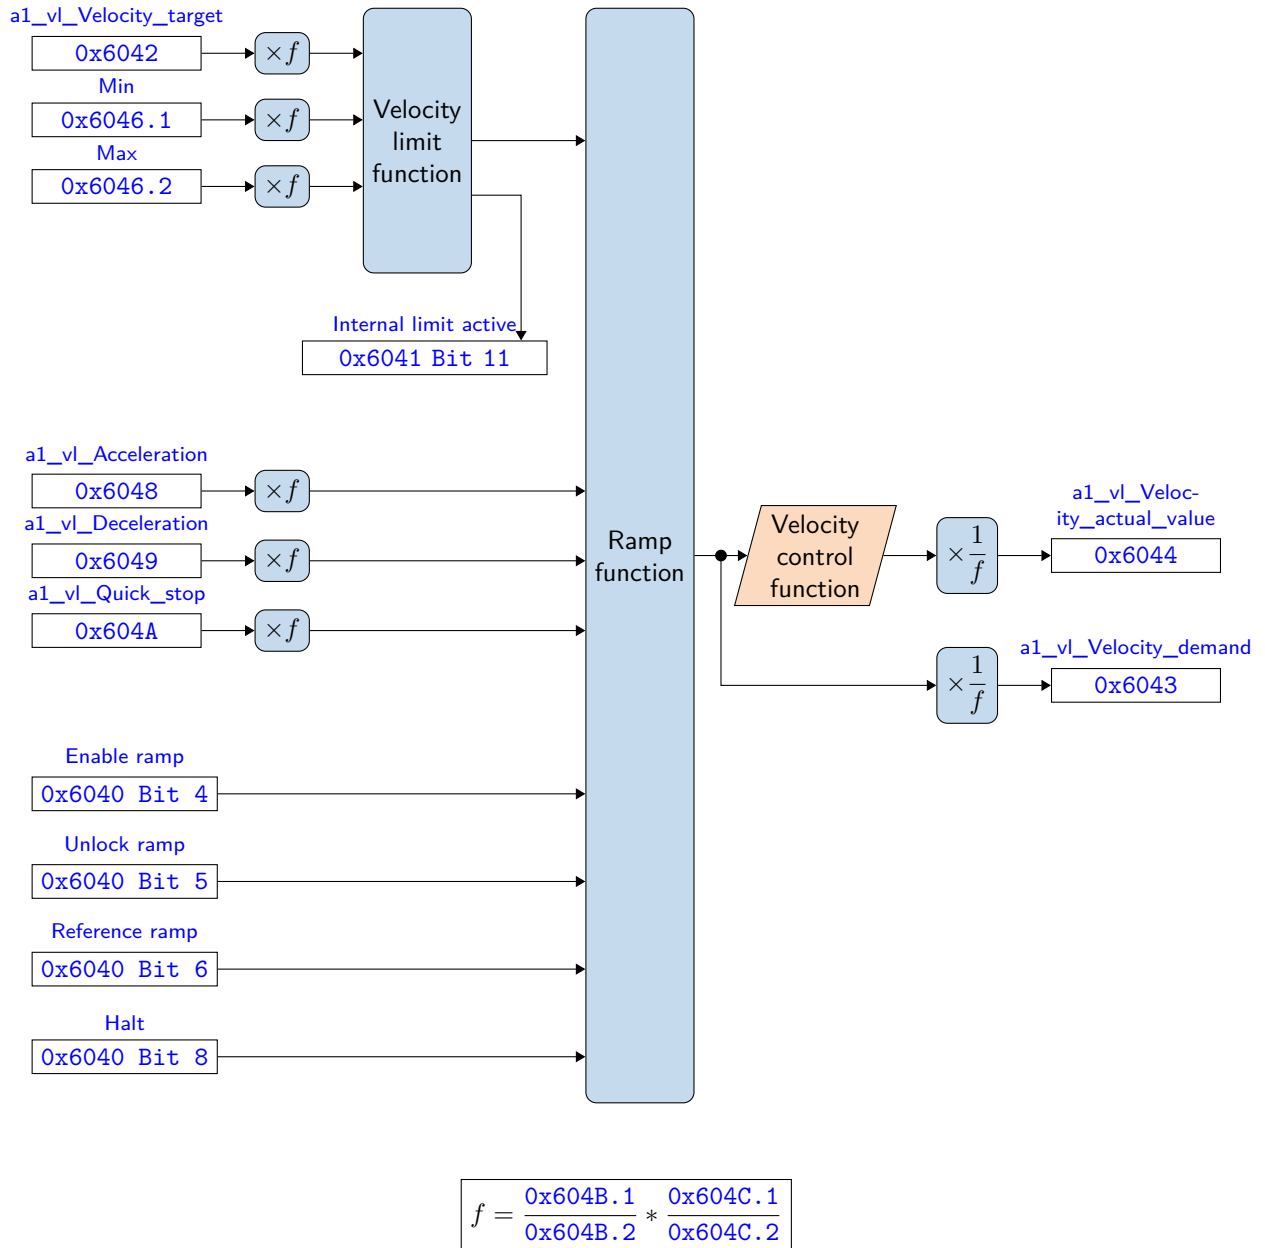 a1_vl_Velocity_target
0x6042
×f
Min
0x6046.1
×f
Max
0x6046.2
×f
Velocity
limit
function
Internal limit active
0x6041 Bit 11
a1_vl_Acceleration
0x6048
×f
a1_vl_Deceleration
0x6049
×f
a1_vl_Quick_stop
0x604A
×f
Enable ramp
0x6040 Bit 4
Unlock ramp
0x6040 Bit 5
Reference ramp
0x6040 Bit 6
Halt
0x6040 Bit 8
Ramp
function
Velocity
control
function
×1/f
a1_vl_Veloc-
ity_actual_value
0x6044
×1/f
a1_vl_Velocity_demand
0x6043
f = 0x604B.1/0x604B.2 * 0x604C.1/0x604C.2